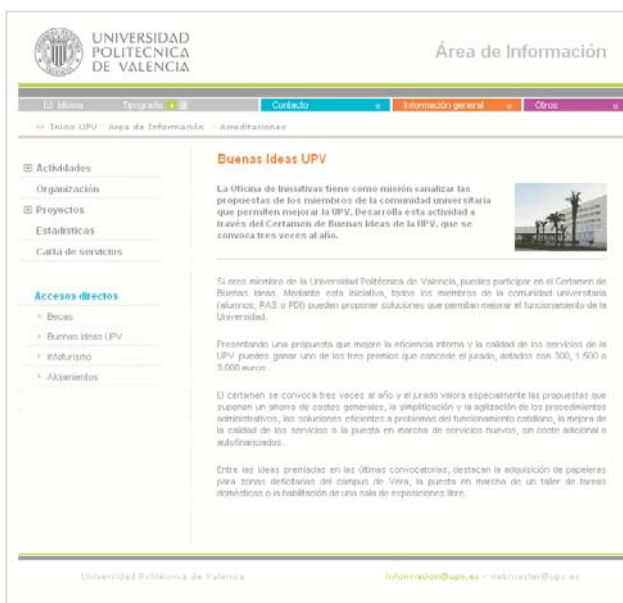 UNIVERSIDAD
POLITECNICA
DE VALENCIA
Área de Información
Idioma
Tipografía
Contacto
Información general
Otros
Inicio UPV
Area de Información
Acreditaciones
Actividades
Organización
Proyectos
Estadísticas
Carta de servicios
Accesos directos
Becas
Buenas Ideas UPV
Infoturismo
Alojamientos
Buenas Ideas UPV
La Oficina de Iniciativas tiene como misión canalizar las
propuestas de los miembros de la comunidad universitaria
que permiten mejorar la UPV. Desarrolla esta actividad a
través del Certamen de Buenas Ideas de la UPV, que se
convoca tres veces al año.
Si eres miembro de la Universidad Politécnica de Valencia, puedes participar en el Certamen de
Buenas Ideas. Mediante esta iniciativa, todos los miembros de la comunidad universitaria
(alumnos, PAS o PDI) pueden proponer soluciones que permitan mejorar el funcionamiento de la
Universidad.
Presentando una propuesta que mejore la eficiencia interna y la calidad de los servicios de la
UPV puedes ganar uno de los tres premios que concede el jurado, dotados con 300, 1.500 o
3.000 euros.
El certamen se convoca tres veces al año y el jurado valora especialmente las propuestas que
suponen un ahorro de costes generales, la simplificación y la agilización de los procedimientos
administrativos, las soluciones eficientes a problemas del funcionamiento cotidiano, la mejora de
la calidad de los servicios o la puesta en marcha de servicios nuevos, sin coste adicional o
autofinanciados.
Entre las ideas premiadas en las últimas convocatorias, destacan la adquisición de papeleras
para zonas deficitarias del campus de Vera, la puesta en marcha de un taller de tareas
domésticas o la habilitación de una sala de exposiciones libre.
Universidad Politécnica de Valencia
informacion@upv.es - webmaster@upv.es